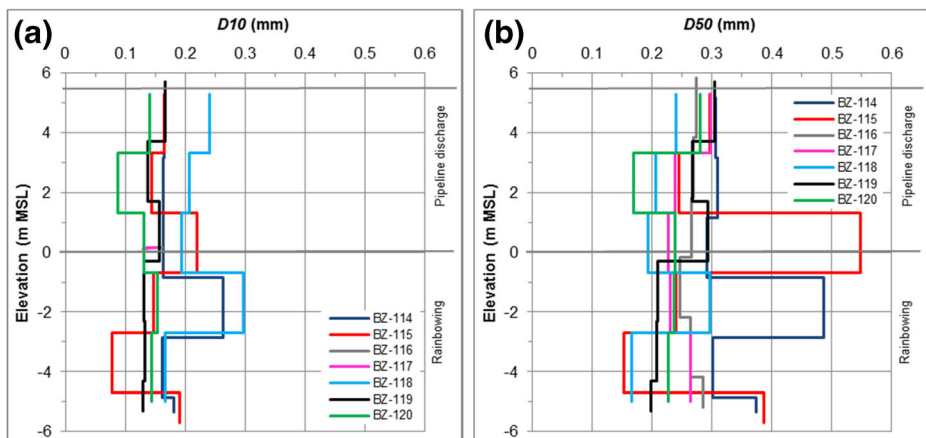 (a)
D10 (mm)
0 0.1 0.2 0.3 0.4 0.5 0.6
6
4
2
0
-2
-4
-6
Elevation (m MSL)
Pipeline discharge
Rainbowing
BZ-114
BZ-115
BZ-116
BZ-117
BZ-118
BZ-119
BZ-120
(b)
D50 (mm)
0 0.1 0.2 0.3 0.4 0.5 0.6
6
4
2
0
-2
-4
-6
Elevation (m MSL)
Pipeline discharge
Rainbowing
BZ-114
BZ-115
BZ-116
BZ-117
BZ-118
BZ-119
BZ-120